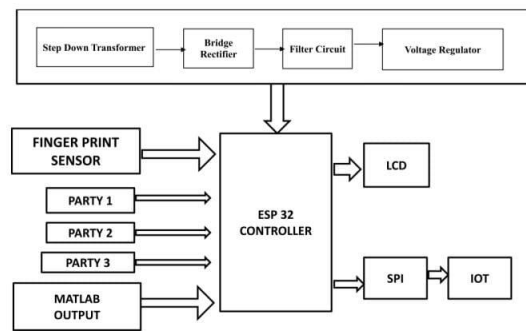 Step Down Transformer
Bridge
Rectifier
Filter Circuit
Voltage Regulator
FINGER PRINT
SENSOR
PARTY 1
PARTY 2
PARTY 3
MATLAB
OUTPUT
ESP 32
CONTROLLER
LCD
SPI
IOT